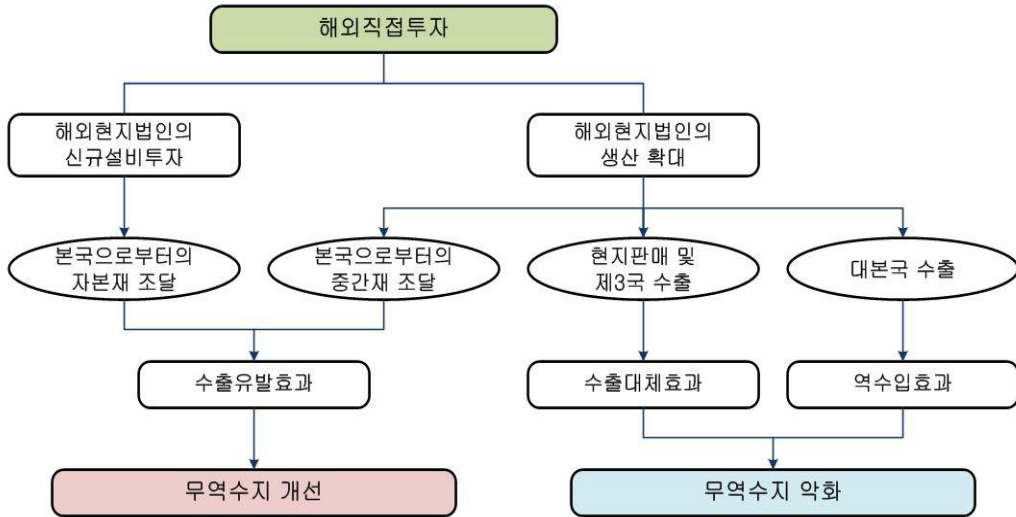 해외직접투자
해외현지법인의
신규설비투자
해외현지법인의
생산 확대
본국으로부터의
자본재 조달
본국으로부터의
중간재 조달
현지판매 및
제3국 수출
대본국 수출
수출유발효과
수출대체효과
역수입효과
무역수지 개선
무역수지 악화